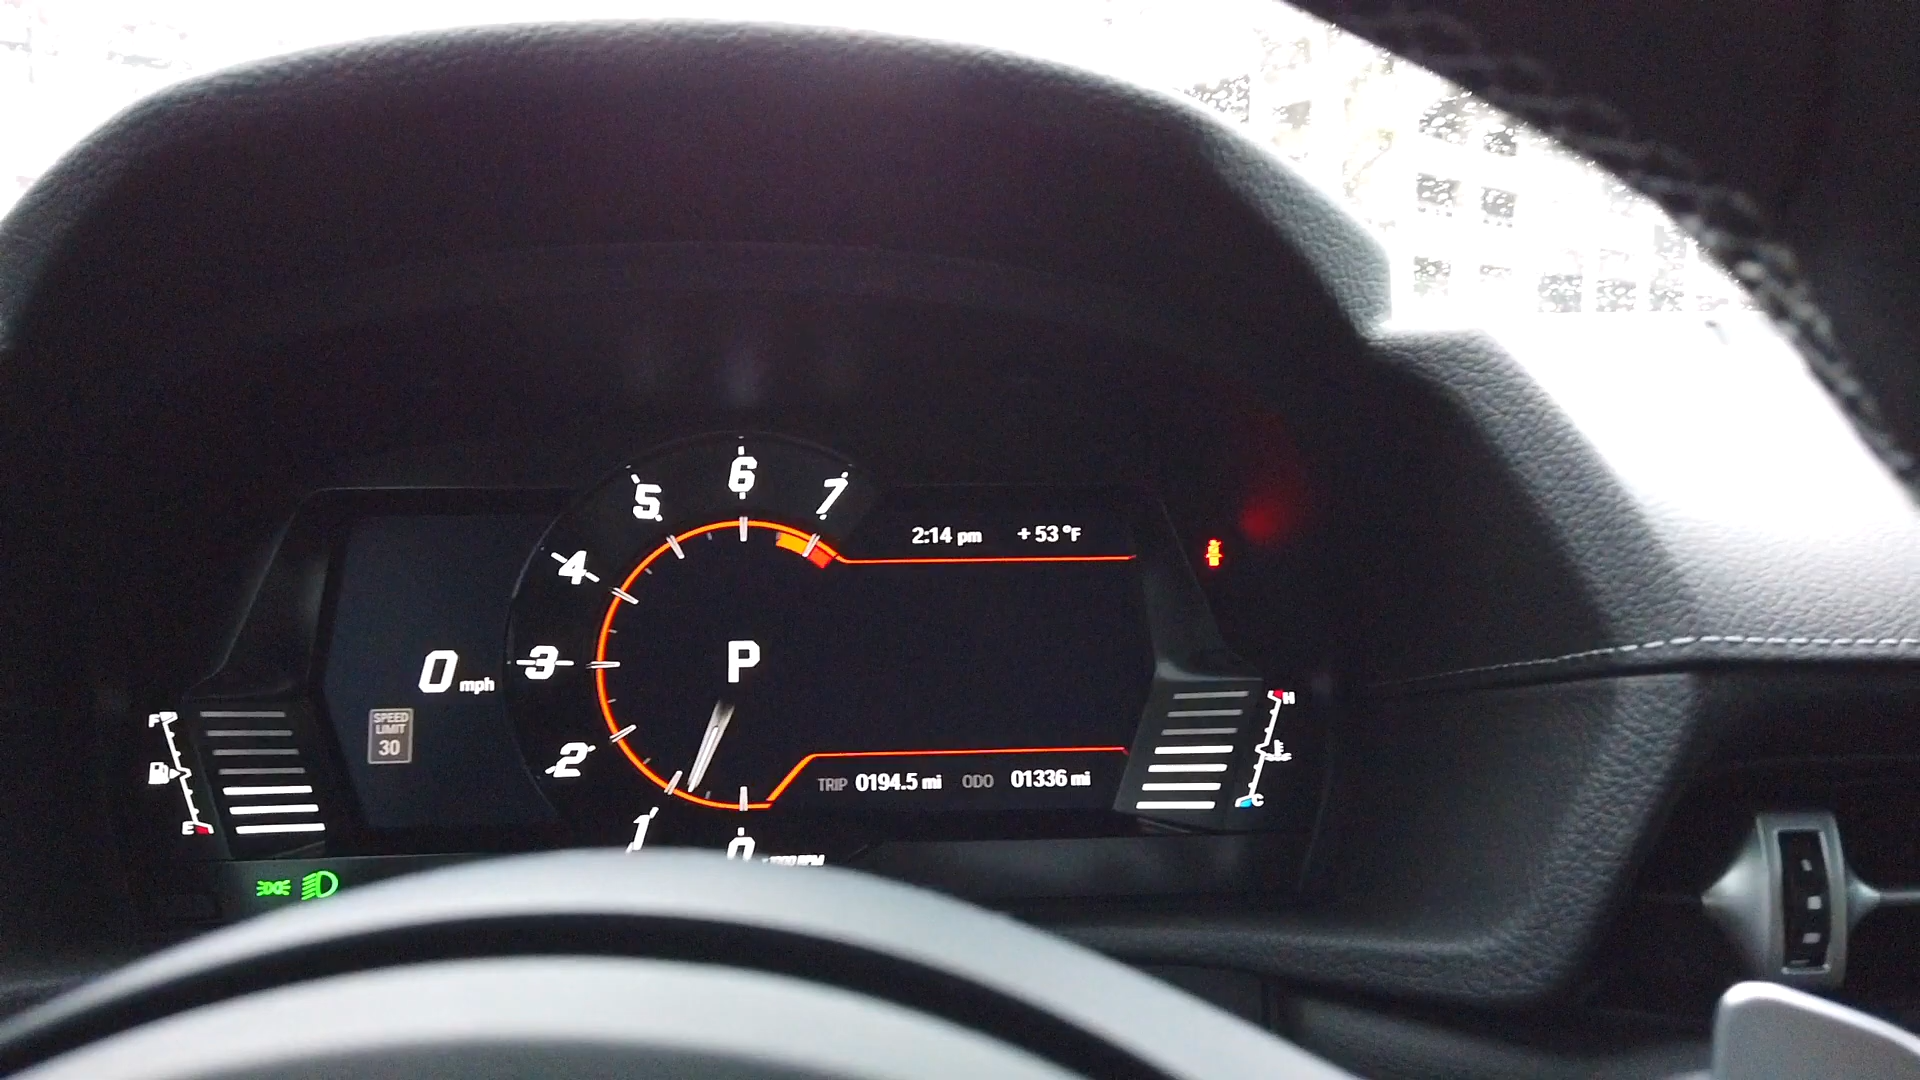 5
6
7
4
2:14 pm +53 °F
3
P
0 mph
SPEED
LIMIT
30
F
H
2
TRIP 0194.5 mi ODO 01336 mi
E
C
1
0